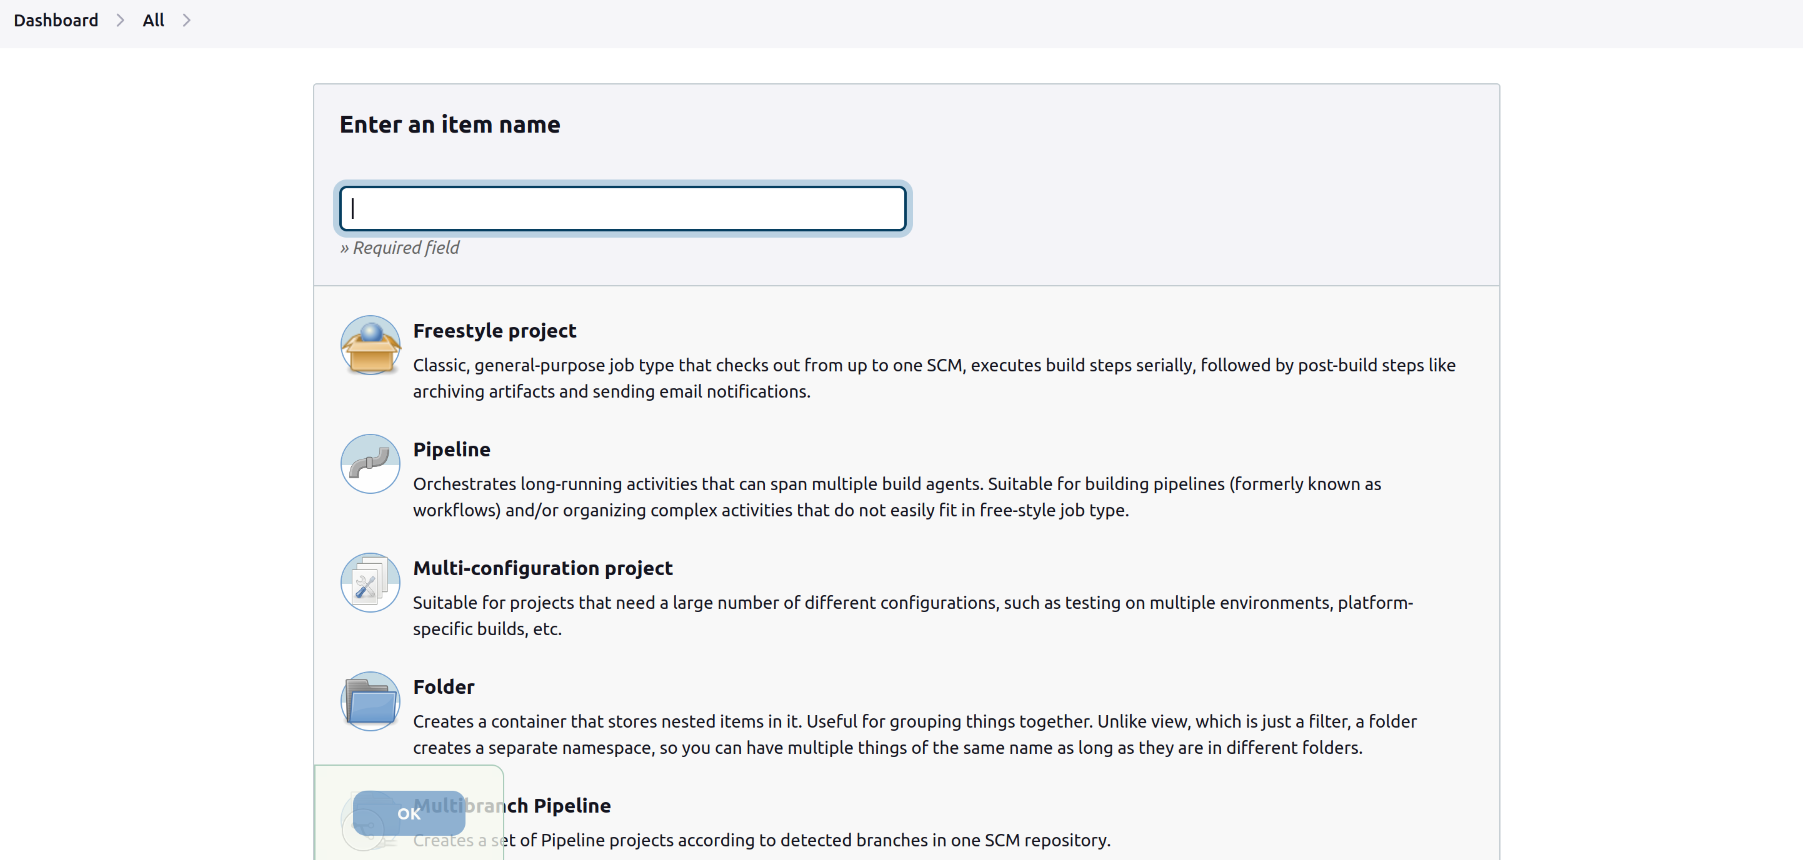 Dashboard > All >
Enter an item name
» Required field
Freestyle project
Classic, general-purpose job type that checks out from up to one SCM, executes build steps serially, followed by post-build steps like
archiving artifacts and sending email notifications.
Pipeline
Orchestrates long-running activities that can span multiple build agents. Suitable for building pipelines (formerly known as
workflows) and/or organizing complex activities that do not easily fit in free-style job type.
Multi-configuration project
Suitable for projects that need a large number of different configurations, such as testing on multiple environments, platform-
specific builds, etc.
Folder
Creates a container that stores nested items in it. Useful for grouping things together. Unlike view, which is just a filter, a folder
creates a separate namespace, so you can have multiple things of the same name as long as they are in different folders.
Multibranch Pipeline
OK
Creates a set of Pipeline projects according to detected branches in one SCM repository.